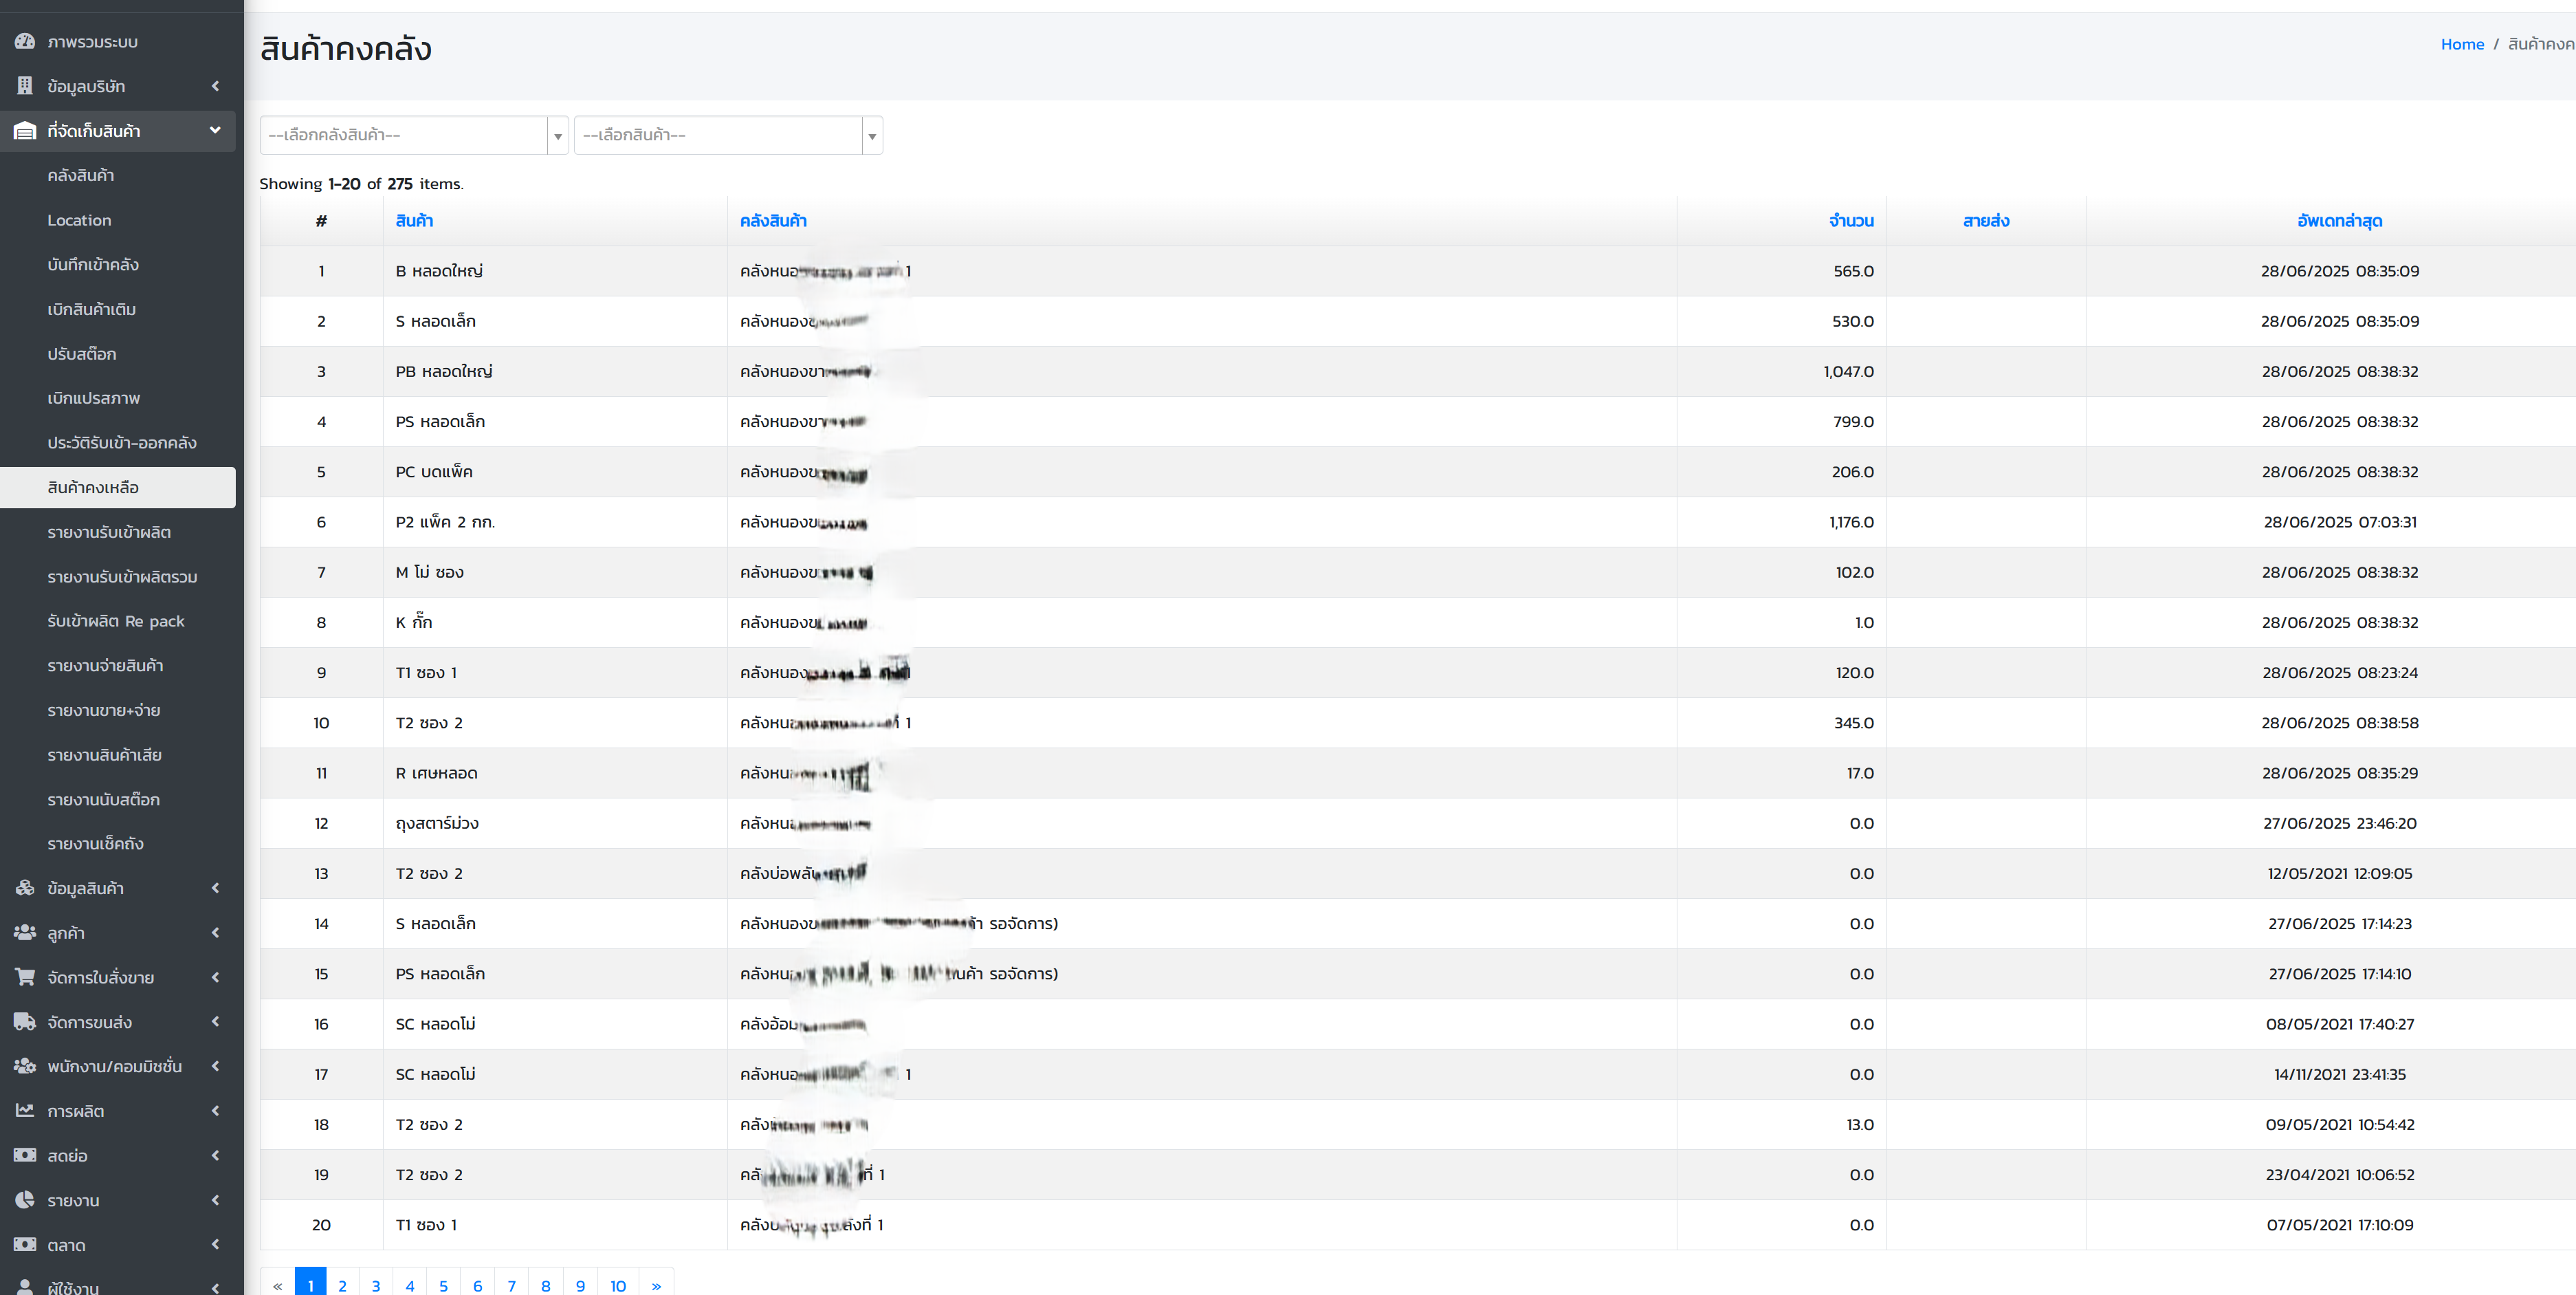 ภาพรวมระบบ
ข้อมูลบริษัท
ที่จัดเก็บสินค้า
คลังสินค้า
Location
บันทึกเข้าคลัง
เบิกสินค้าเติม
ปรับสต๊อก
เบิกแปรสภาพ
ประวัติรับเข้า-ออกคลัง
สินค้าคงเหลือ
รายงานรับเข้าผลิต
รายงานรับเข้าผลิตรวม
รับเข้าผลิต Re pack
รายงานจ่ายสินค้า
รายงานขาย+จ่าย
รายงานสินค้าเสีย
รายงานนับสต๊อก
รายงานเช็คถัง
ข้อมูลสินค้า
ลูกค้า
จัดการใบสั่งขาย
จัดการขนส่ง
พนักงาน/คอมมิชชั่น
การผลิต
สดย่อ
รายงาน
ตลาด
ผู้ใช้งาน
สินค้าคงคลัง
Home / สินค้าคงค
--เลือกคลังสินค้า-- --เลือกสินค้า--
Showing 1-20 of 275 items.
# สินค้า คลังสินค้า จำนวน สายส่ง อัพเดทล่าสุด
1 B หลอดใหญ่ คลังหนอ 1 565.0 28/06/2025 08:35:09
2 S หลอดเล็ก คลังหนอง 530.0 28/06/2025 08:35:09
3 PB หลอดใหญ่ คลังหนองขา 1,047.0 28/06/2025 08:38:32
4 PS หลอดเล็ก คลังหนองขา 799.0 28/06/2025 08:38:32
5 PC บดแพ็ค คลังหนองข 206.0 28/06/2025 08:38:32
6 P2 แพ็ค 2 กก. คลังหนองข 1,176.0 28/06/2025 07:03:31
7 M โม่ ซอง คลังหนองข 102.0 28/06/2025 08:38:32
8 K กั๊ก คลังหนองข 1.0 28/06/2025 08:38:32
9 T1 ซอง 1 คลังหนอง 120.0 28/06/2025 08:23:24
10 T2 ซอง 2 คลังหน ที่ 1 345.0 28/06/2025 08:38:58
11 R เศษหลอด คลังหน 17.0 28/06/2025 08:35:29
12 ถุงสตาร์ม่วง คลังหน 0.0 27/06/2025 23:46:20
13 T2 ซอง 2 คลังบ่อพลั 0.0 12/05/2021 12:09:05
14 S หลอดเล็ก คลังหนองข ค้า รอจัดการ) 0.0 27/06/2025 17:14:23
15 PS หลอดเล็ก คลังหน สินค้า รอจัดการ) 0.0 27/06/2025 17:14:10
16 SC หลอดโม่ คลังอ้อม 0.0 08/05/2021 17:40:27
17 SC หลอดโม่ คลังหนอ 1 0.0 14/11/2021 23:41:35
18 T2 ซอง 2 คลัง 13.0 09/05/2021 10:54:42
19 T2 ซอง 2 คลั ที่ 1 0.0 23/04/2021 10:06:52
20 T1 ซอง 1 คลัง ลังที่ 1 0.0 07/05/2021 17:10:09
« 1 2 3 4 5 6 7 8 9 10 »